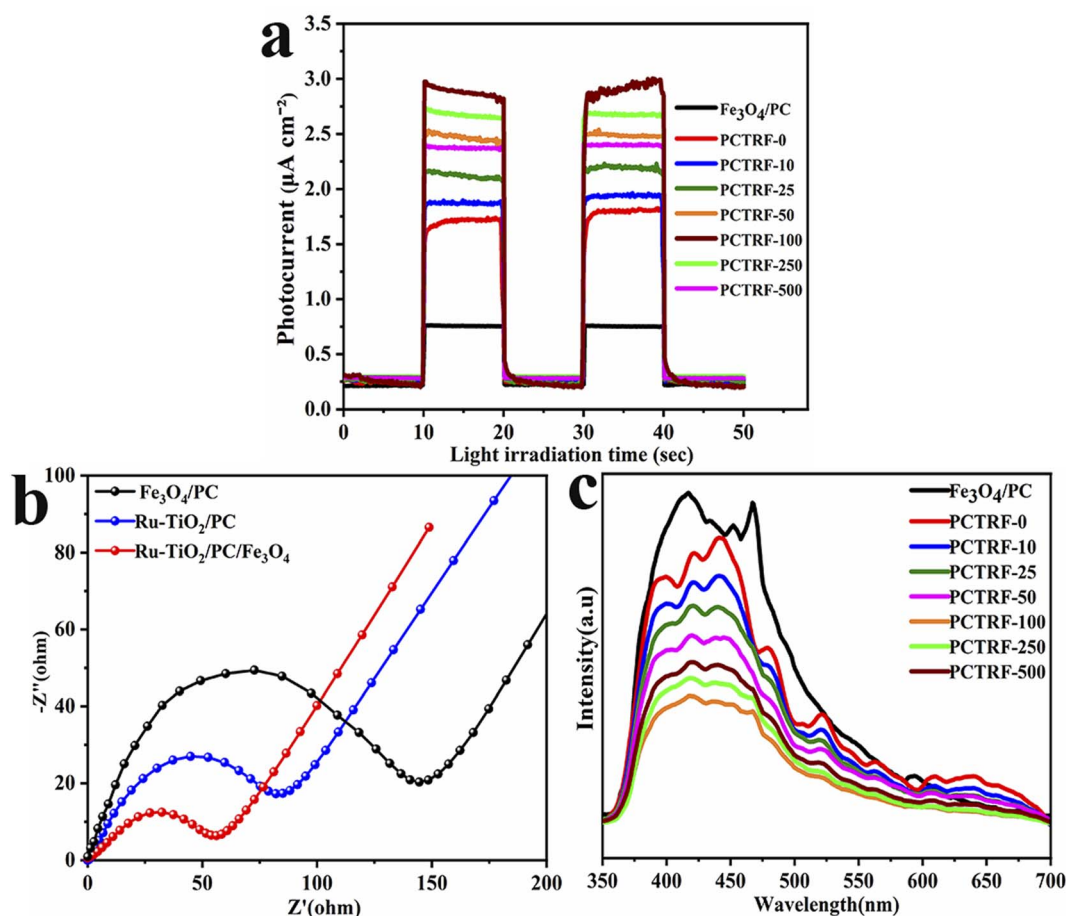 a
3.5
3.0
2.5
2.0
1.5
1.0
0.5
0.0
Photocurrent (µA cm⁻²)
0 10 20 30 40 50
Light irradiation time (sec)
Fe₃O₄/PC
PCTRF-0
PCTRF-10
PCTRF-25
PCTRF-50
PCTRF-100
PCTRF-250
PCTRF-500
b
100
80
60
40
20
0
-Z''(ohm)
0 50 100 150 200
Z'(ohm)
Fe₃O₄/PC
Ru-TiO₂/PC
Ru-TiO₂/PC/Fe₃O₄
c
Intensity(a.u)
350 400 450 500 550 600 650 700
Wavelength(nm)
Fe₃O₄/PC
PCTRF-0
PCTRF-10
PCTRF-25
PCTRF-50
PCTRF-100
PCTRF-250
PCTRF-500